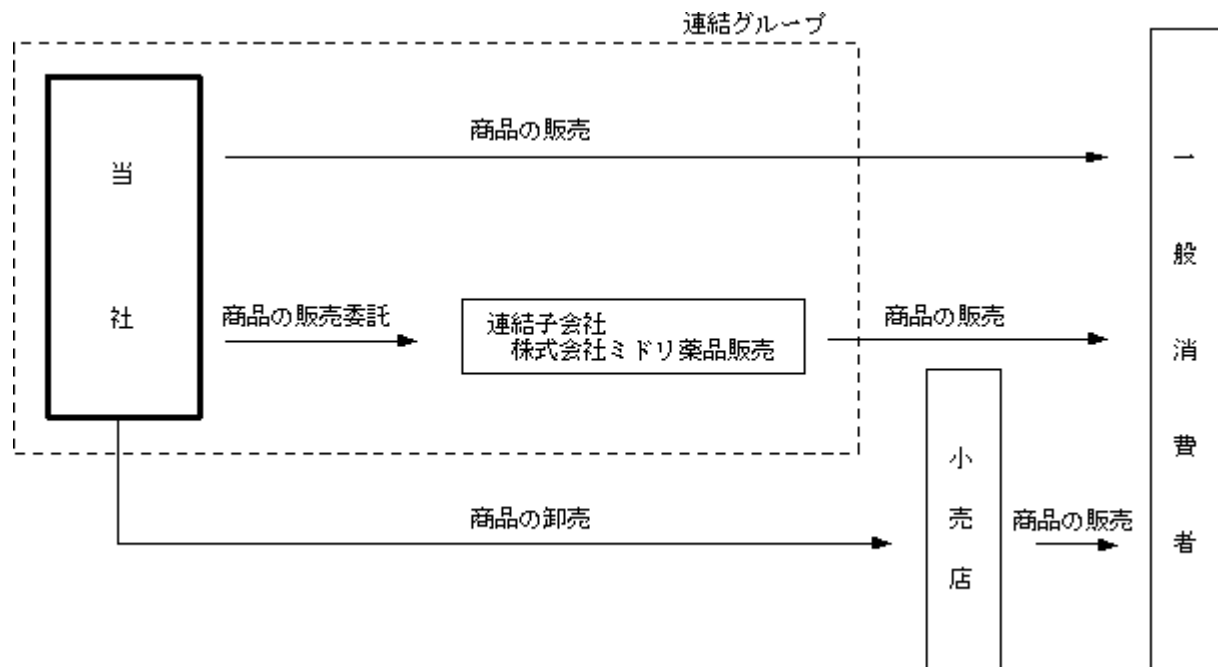 連結グループ
当社
商品の販売
一般消費者
商品の販売委託
連結子会社
株式会社ミドリ薬品販売
商品の販売
小売店
商品の卸売
商品の販売